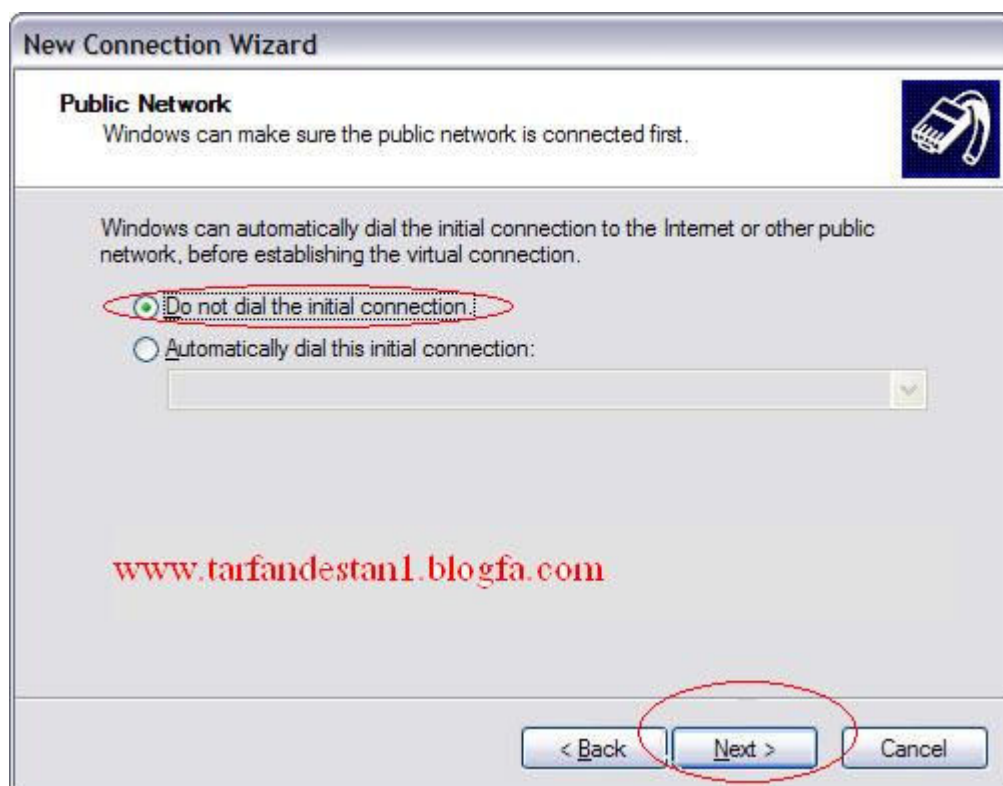 New Connection Wizard
Public Network
Windows can make sure the public network is connected first.
Windows can automatically dial the initial connection to the Internet or other public
network, before establishing the virtual connection.
Do not dial the initial connection.
Automatically dial this initial connection:
www.tarfandestan1.blogfa.com
< Back
Next >
Cancel